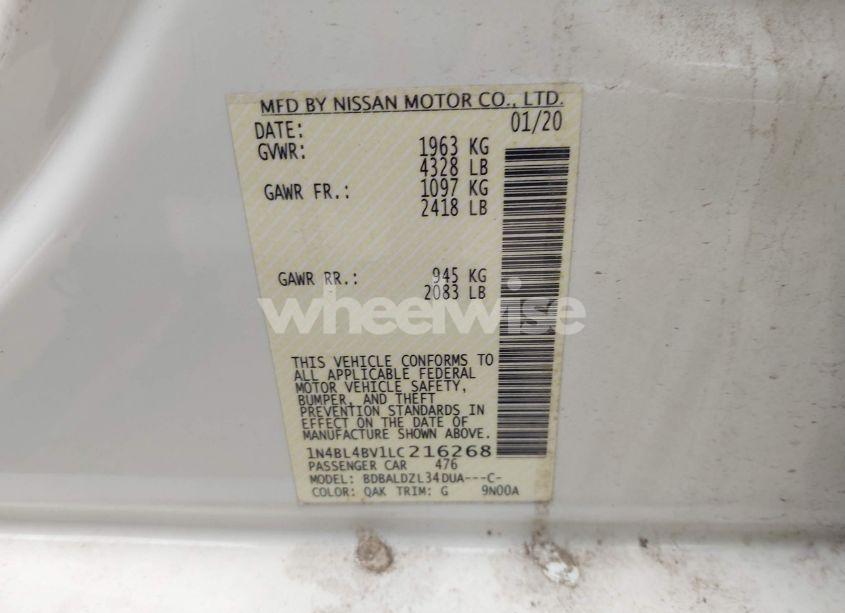 MFD BY NISSAN MOTOR CO., LTD.
DATE: 01/20
GVWR: 1963 KG
4328 LB
GAWR FR.: 1097 KG
2418 LB
GAWR RR.: 945 KG
2083 LB
wheelwise
THIS VEHICLE CONFORMS TO
ALL APPLICABLE FEDERAL
MOTOR VEHICLE SAFETY,
BUMPER, AND THEFT
PREVENTION STANDARDS IN
EFFECT ON THE DATE OF
MANUFACTURE SHOWN ABOVE.
1N4BL4BV1LC216268
PASSENGER CAR 476
MODEL: BDBALDZL34DUA---C-
COLOR: QAK TRIM: G 9N00A